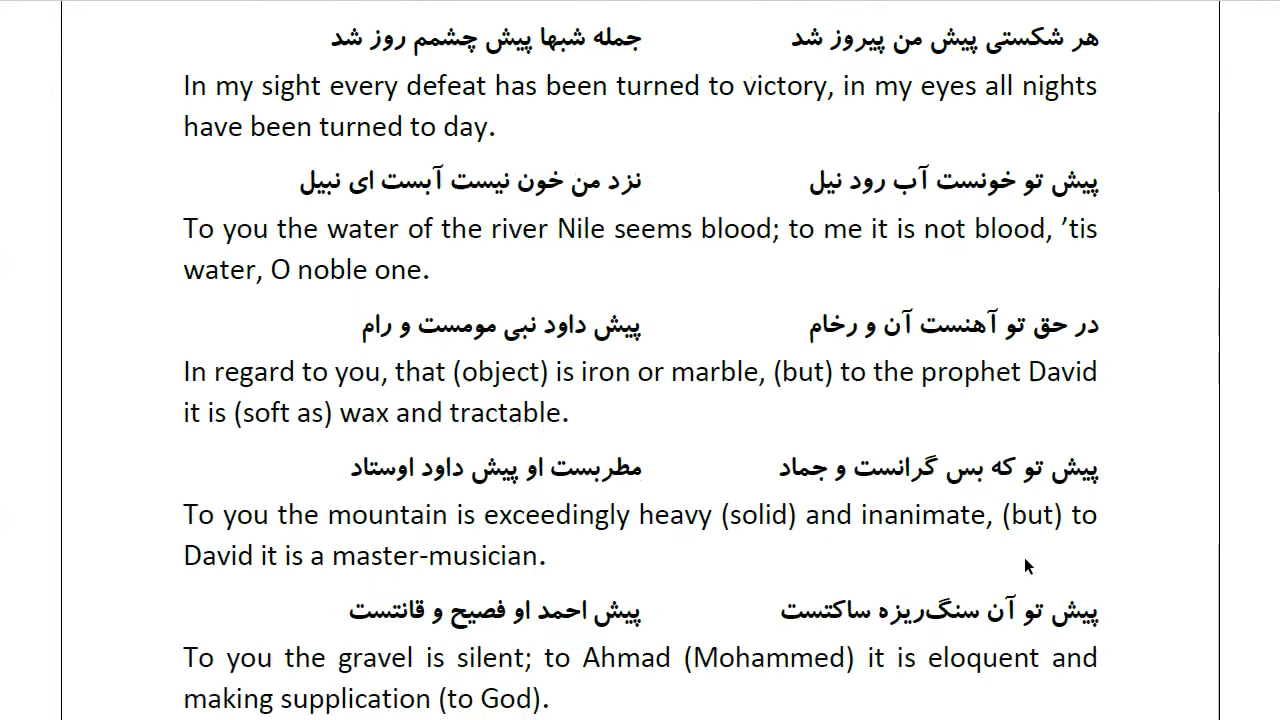 هر شکستی پیش من پیروز شد جمله شبها پیش چشمم روز شد
In my sight every defeat has been turned to victory, in my eyes all nights
have been turned to day.
پیش تو خونست آب رود نیل نزد من خون نیست آبست ای نبیل
To you the water of the river Nile seems blood; to me it is not blood, ’tis
water, O noble one.
در حق تو آهنست آن و رخام پیش داود نبی مومست و رام
In regard to you, that (object) is iron or marble, (but) to the prophet David
it is (soft as) wax and tractable.
پیش تو که بس گرانست و جماد مطربست او پیش داود اوستاد
To you the mountain is exceedingly heavy (solid) and inanimate, (but) to
David it is a master-musician.
پیش تو آن سنگ‌ریزه ساکتست پیش احمد او فصیح و قانتست
To you the gravel is silent; to Ahmad (Mohammed) it is eloquent and
making supplication (to God).